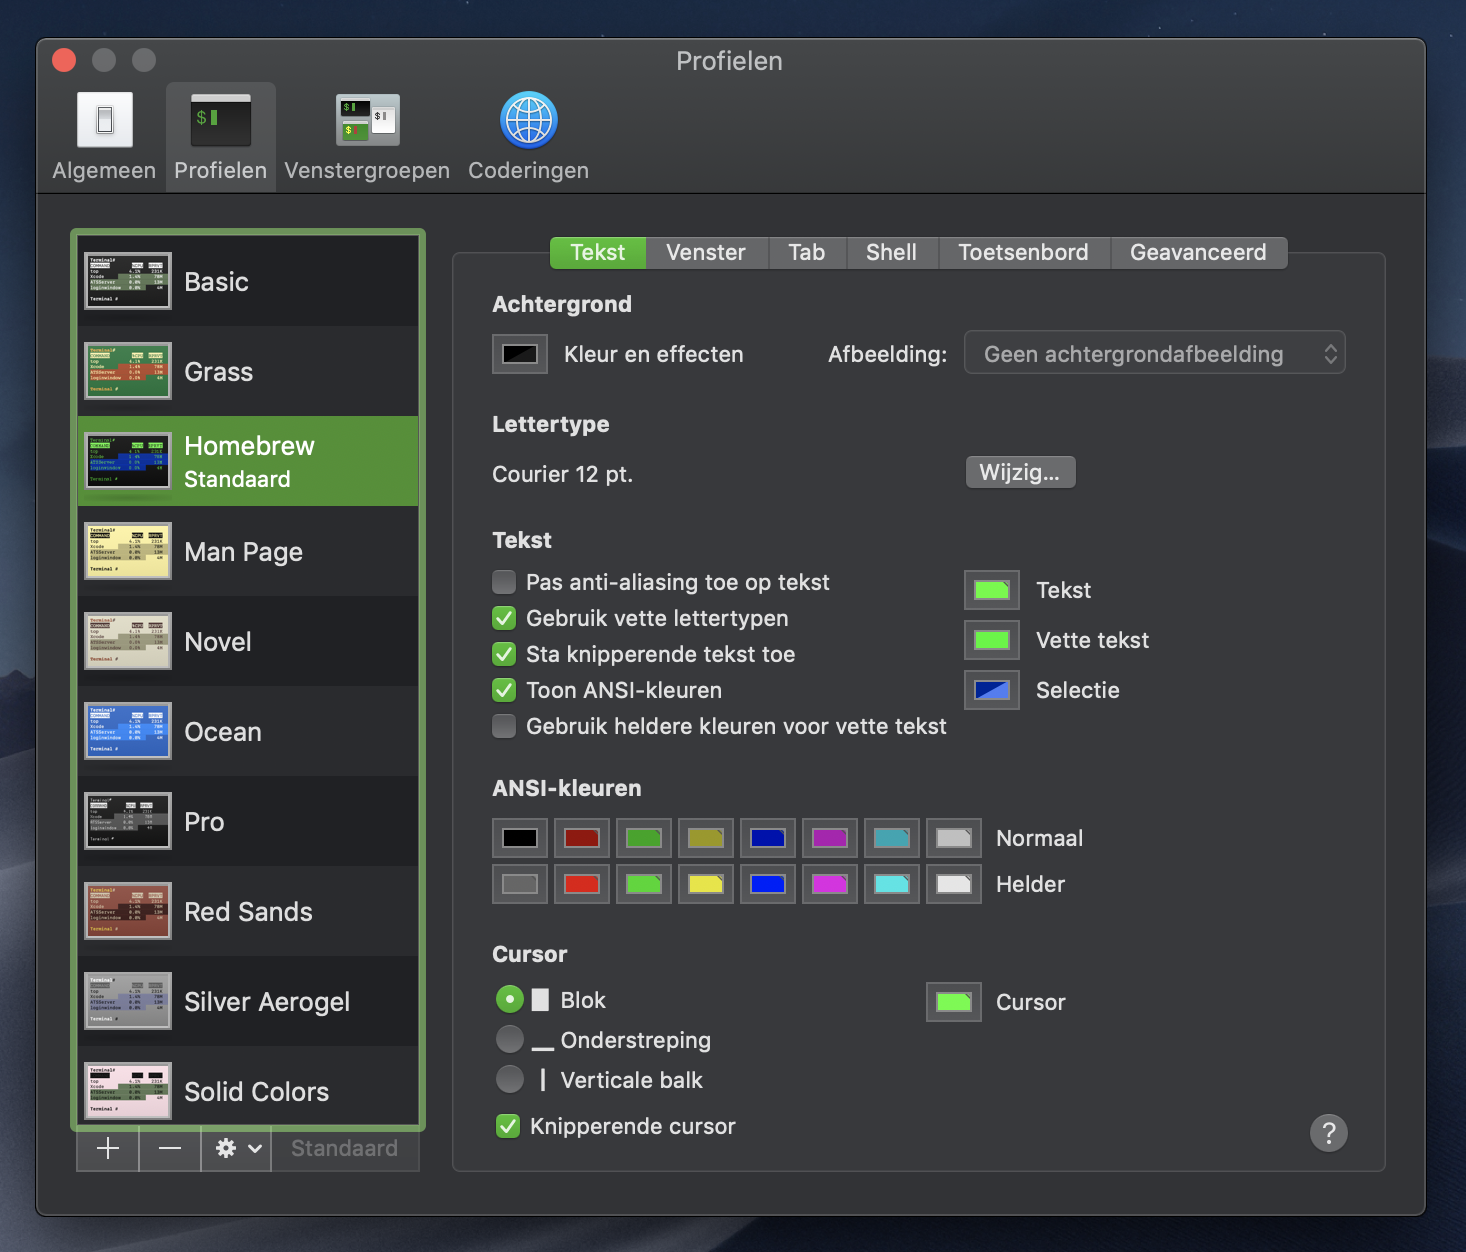 Profielen
Algemeen
Profielen
Venstergroepen
Coderingen
Basic
Grass
Homebrew
Standaard
Man Page
Novel
Ocean
Pro
Red Sands
Silver Aerogel
Solid Colors
Standaard
Tekst Venster Tab Shell Toetsenbord Geavanceerd
Achtergrond
Kleur en effecten
Afbeelding: Geen achtergrondafbeelding
Lettertype
Courier 12 pt.
Wijzig...
Tekst
Pas anti-aliasing toe op tekst
Gebruik vette lettertypen
Sta knipperende tekst toe
Toon ANSI-kleuren
Gebruik heldere kleuren voor vette tekst
Tekst
Vette tekst
Selectie
ANSI-kleuren
Normaal
Helder
Cursor
Blok
Onderstreping
Verticale balk
Knipperende cursor
Cursor
?